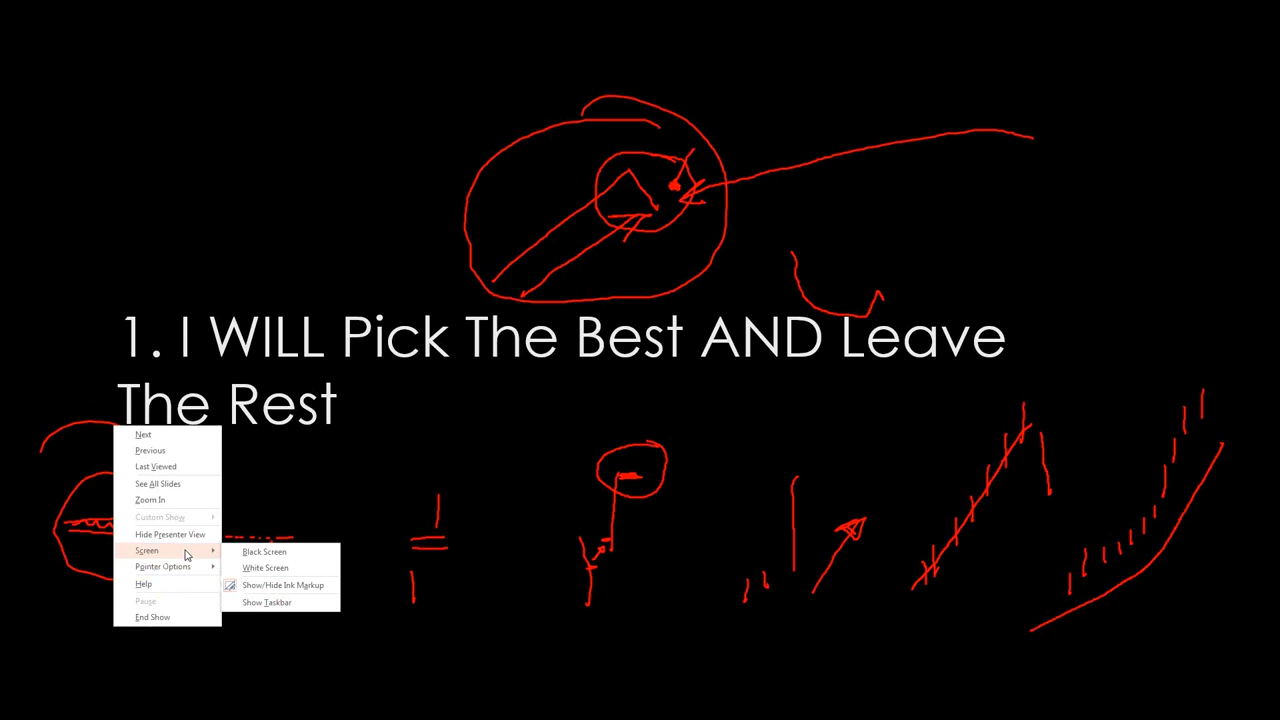 1. I WILL Pick The Best AND Leave
The Rest
Next
Previous
Last Viewed
See All Slides
Zoom In
Custom Show
Hide Presenter View
Screen
Pointer Options
Help
Pause
End Show
Black Screen
White Screen
Show/Hide Ink Markup
Show Taskbar